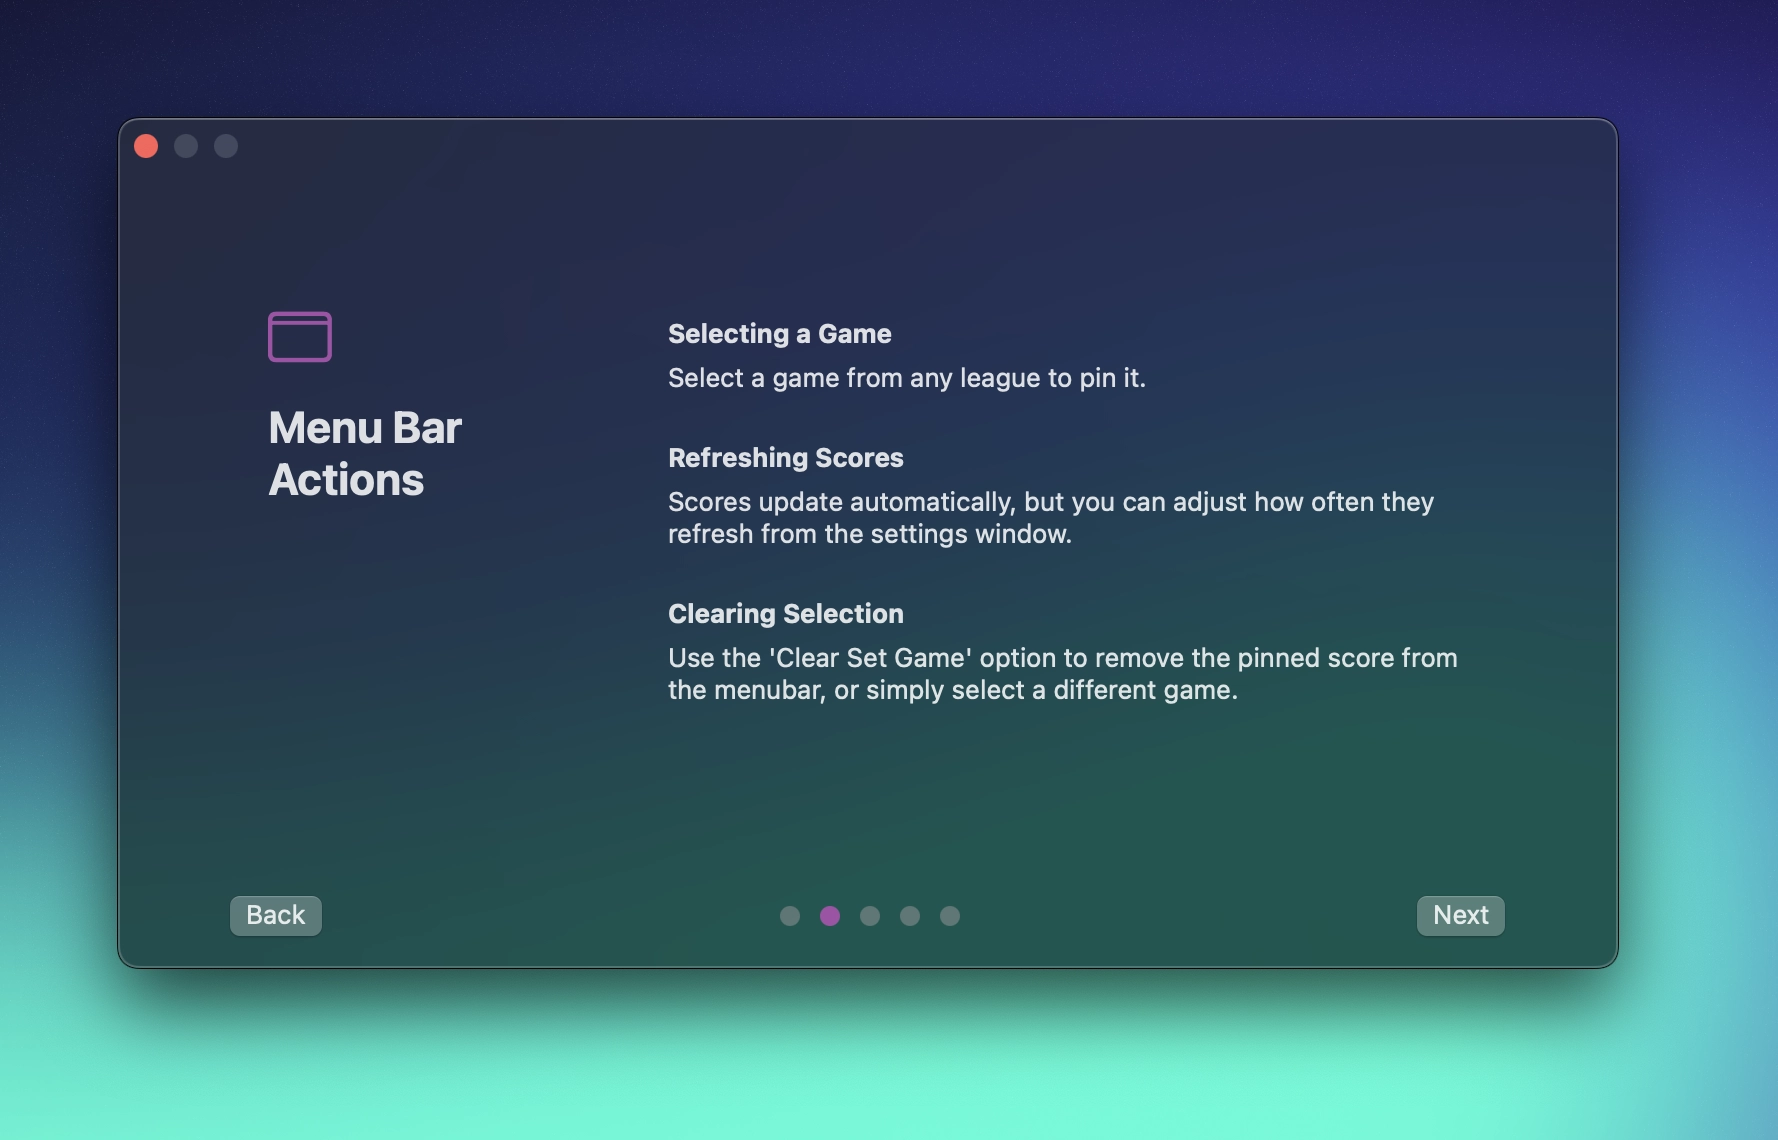 Menu Bar
Actions
Selecting a Game
Select a game from any league to pin it.
Refreshing Scores
Scores update automatically, but you can adjust how often they
refresh from the settings window.
Clearing Selection
Use the 'Clear Set Game' option to remove the pinned score from
the menubar, or simply select a different game.
Back
Next